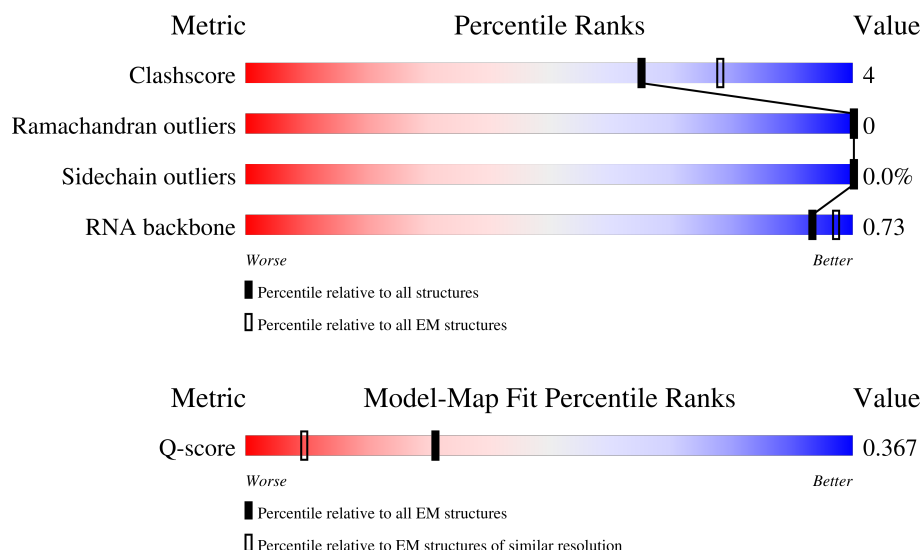 Metric Percentile Ranks Value
Clashscore 4
Ramachandran outliers 0
Sidechain outliers 0.0%
RNA backbone 0.73
Worse Better
Percentile relative to all structures
Percentile relative to all EM structures
Metric Model-Map Fit Percentile Ranks Value
Q-score 0.367
Worse Better
Percentile relative to all EM structures
Percentile relative to EM structures of similar resolution